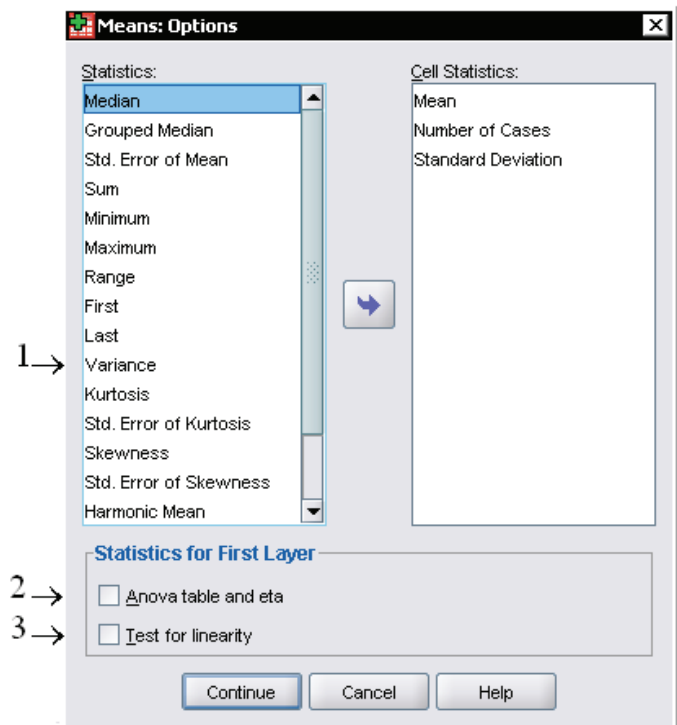 Means: Options
Statistics:
Median
Grouped Median
Std. Error of Mean
Sum
Minimum
Maximum
Range
First
Last
1→ Variance
Kurtosis
Std. Error of Kurtosis
Skewness
Std. Error of Skewness
Harmonic Mean
Cell Statistics:
Mean
Number of Cases
Standard Deviation
Statistics for First Layer
2→ Anova table and eta
3→ Test for linearity
Continue Cancel Help